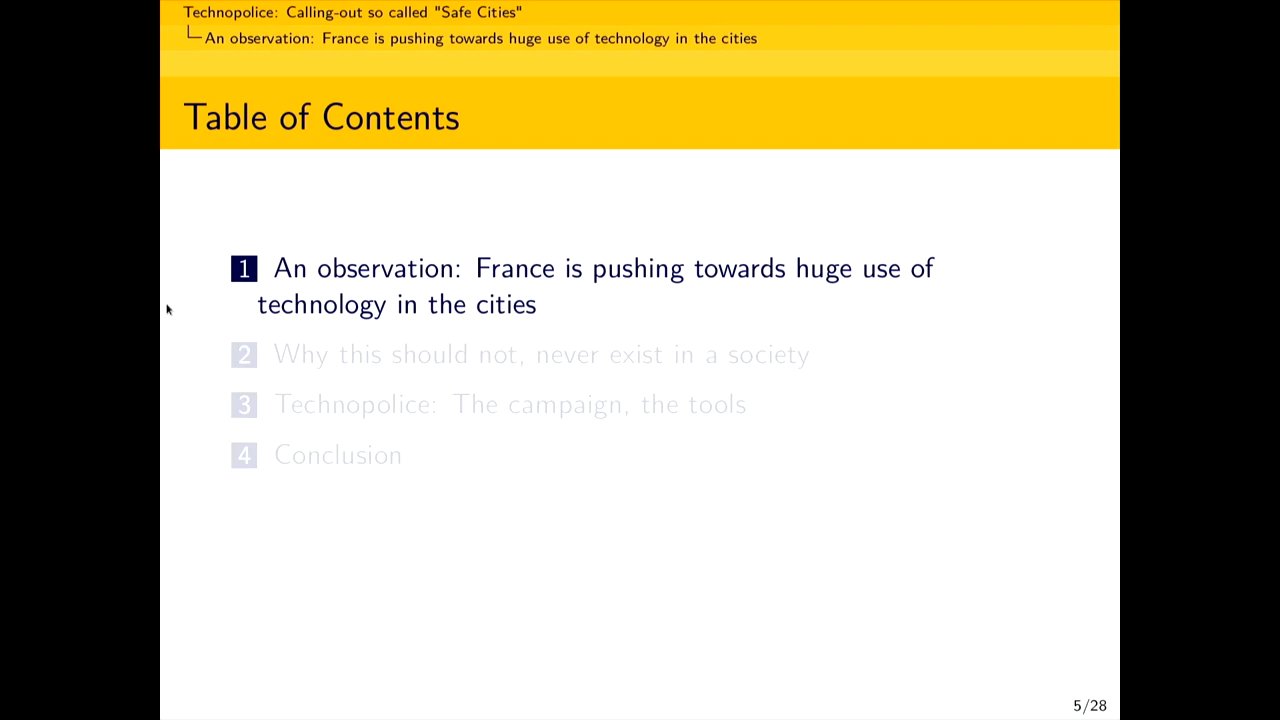 Technopolice: Calling-out so called "Safe Cities"
An observation: France is pushing towards huge use of technology in the cities
Table of Contents
1 An observation: France is pushing towards huge use of
technology in the cities
2 Why this should not, never exist in a society
3 Technopolice: The campaign, the tools
4 Conclusion
5/28